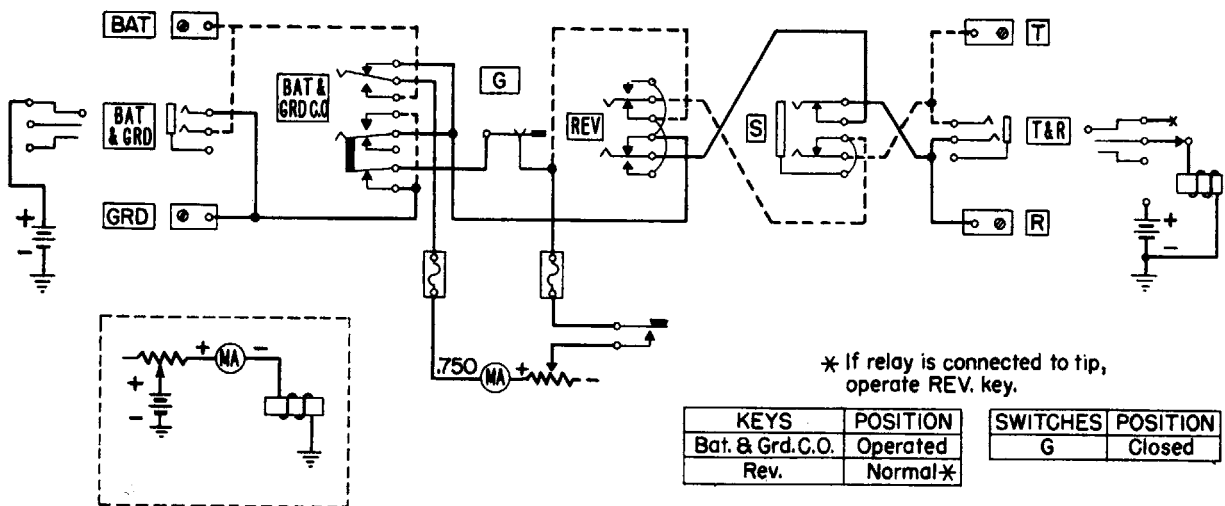 BAT
T
BAT &
GRD C.O
G
BAT
& GRD
REV
S
T&R
GRD
R
+
-
+
-
+
-
MA
+
-
.750
MA
+
* If relay is connected to tip,
operate REV. key.
KEYS POSITION
Bat. & Grd. C.O. Operated
Rev. Normal*
SWITCHES POSITION
G Closed